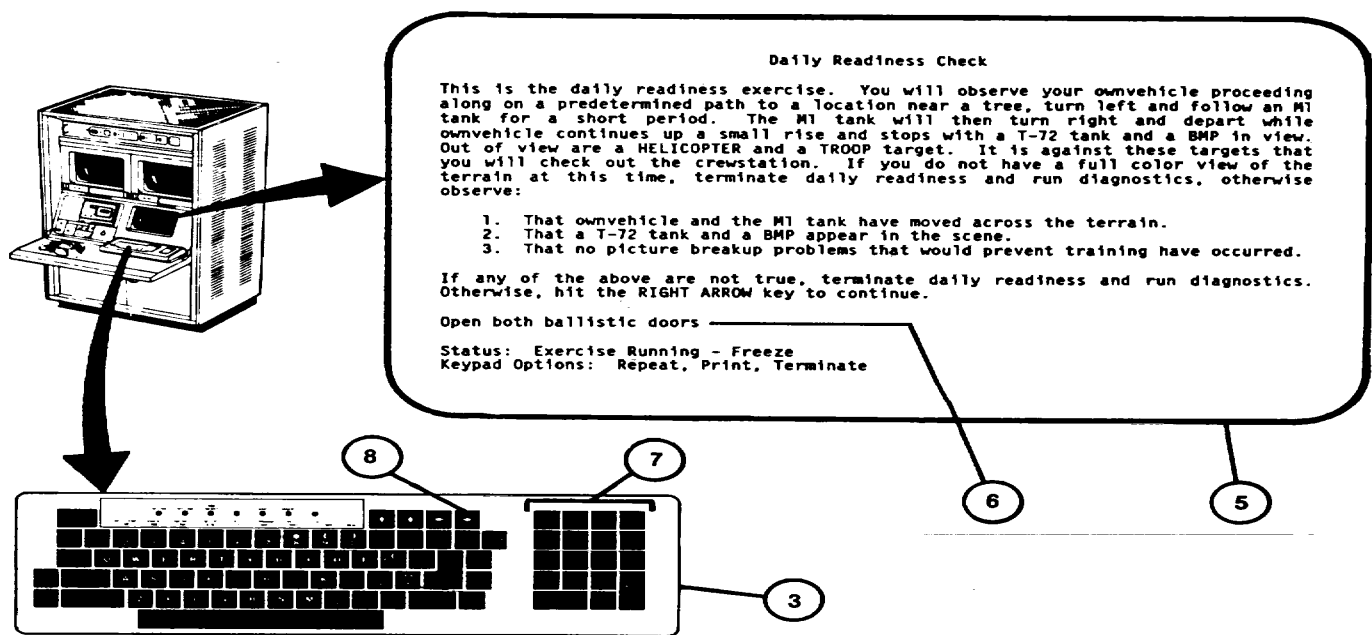 Daily Readiness Check
This is the daily readiness exercise. You will observe your ownvehicle proceeding
along on a predetermined path to a location near a tree, turn left and follow an M1
tank for a short period. The M1 tank will then turn right and depart while
ownvehicle continues up a small rise and stops with a T-72 tank and a BMP in view.
Out of view are a HELICOPTER and a TROOP target. It is against these targets that
you will check out the crewstation. If you do not have a full color view of the
terrain at this time, terminate daily readiness and run diagnostics, otherwise
observe:
1. That ownvehicle and the M1 tank have moved across the terrain.
2. That a T-72 tank and a BMP appear in the scene.
3. That no picture breakup problems that would prevent training have occurred.
If any of the above are not true, terminate daily readiness and run diagnostics.
Otherwise, hit the RIGHT ARROW key to continue.
Open both ballistic doors
Status: Exercise Running - Freeze
Keypad Options: Repeat, Print, Terminate
8
7
6
5
3